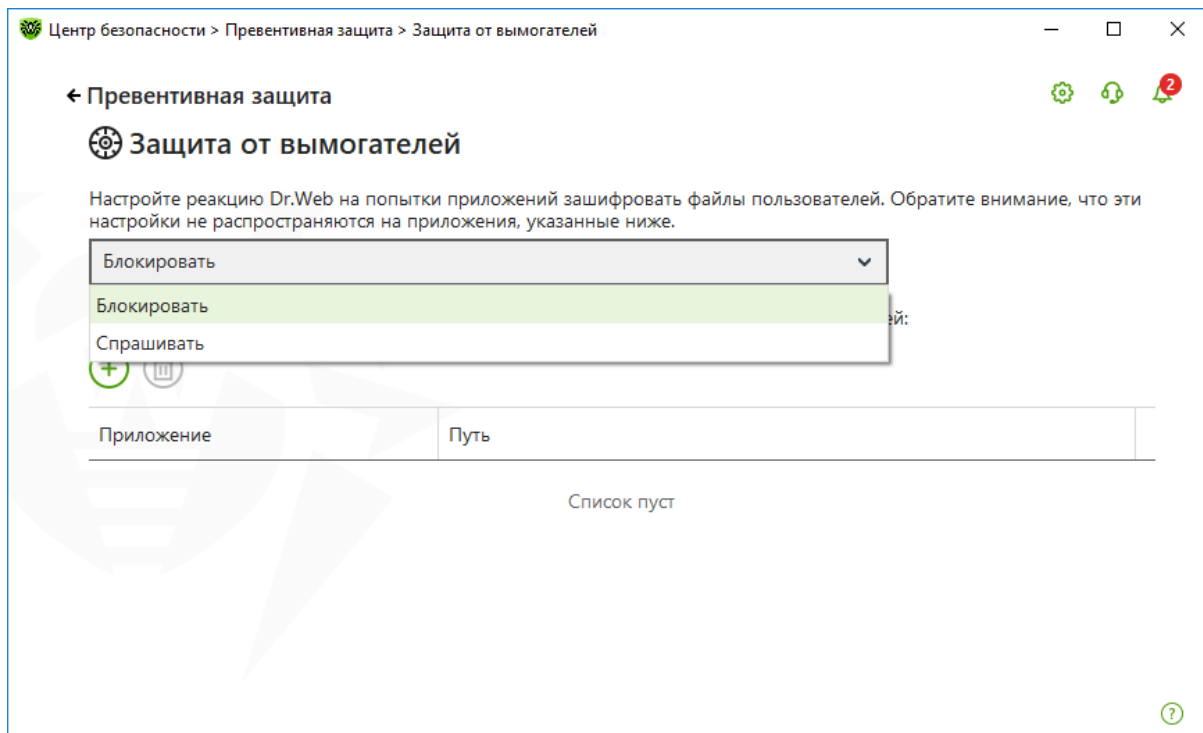 Центр безопасности > Превентивная защита > Защита от вымогателей
Превентивная защита
2
Защита от вымогателей
Настройте реакцию Dr.Web на попытки приложений зашифровать файлы пользователей. Обратите внимание, что эти
настройки не распространяются на приложения, указанные ниже.
Блокировать
Блокировать
Спрашивать
Приложение Путь
Список пуст
?